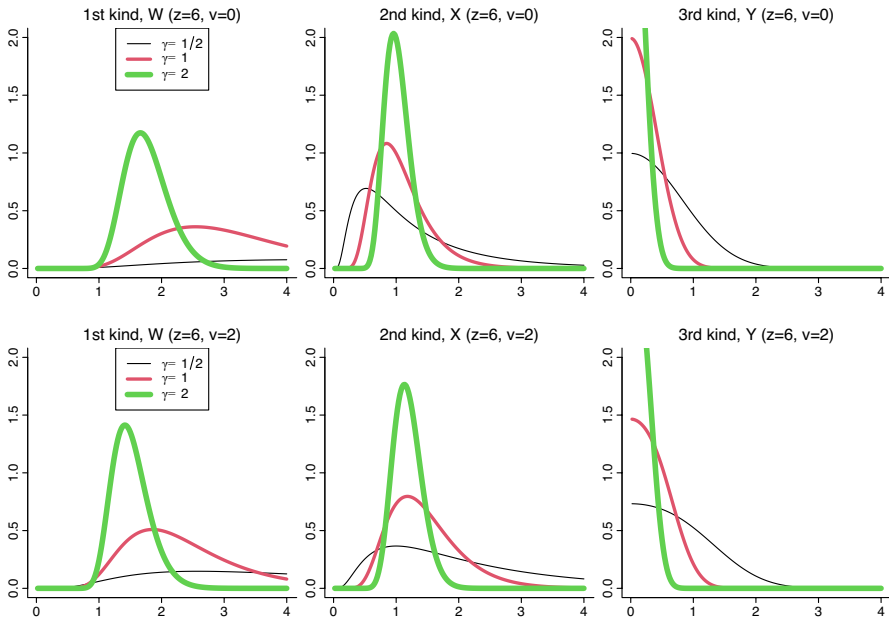 1st kind, W (z=6, v=0)
2nd kind, X (z=6, v=0)
3rd kind, Y (z=6, v=0)
γ= 1/2
γ= 1
γ= 2
0.0 0.5 1.0 1.5 2.0
0 1 2 3 4
0.0 0.5 1.0 1.5 2.0
0 1 2 3 4
0.0 0.5 1.0 1.5 2.0
0 1 2 3 4
1st kind, W (z=6, v=2)
2nd kind, X (z=6, v=2)
3rd kind, Y (z=6, v=2)
γ= 1/2
γ= 1
γ= 2
0.0 0.5 1.0 1.5 2.0
0 1 2 3 4
0.0 0.5 1.0 1.5 2.0
0 1 2 3 4
0.0 0.5 1.0 1.5 2.0
0 1 2 3 4